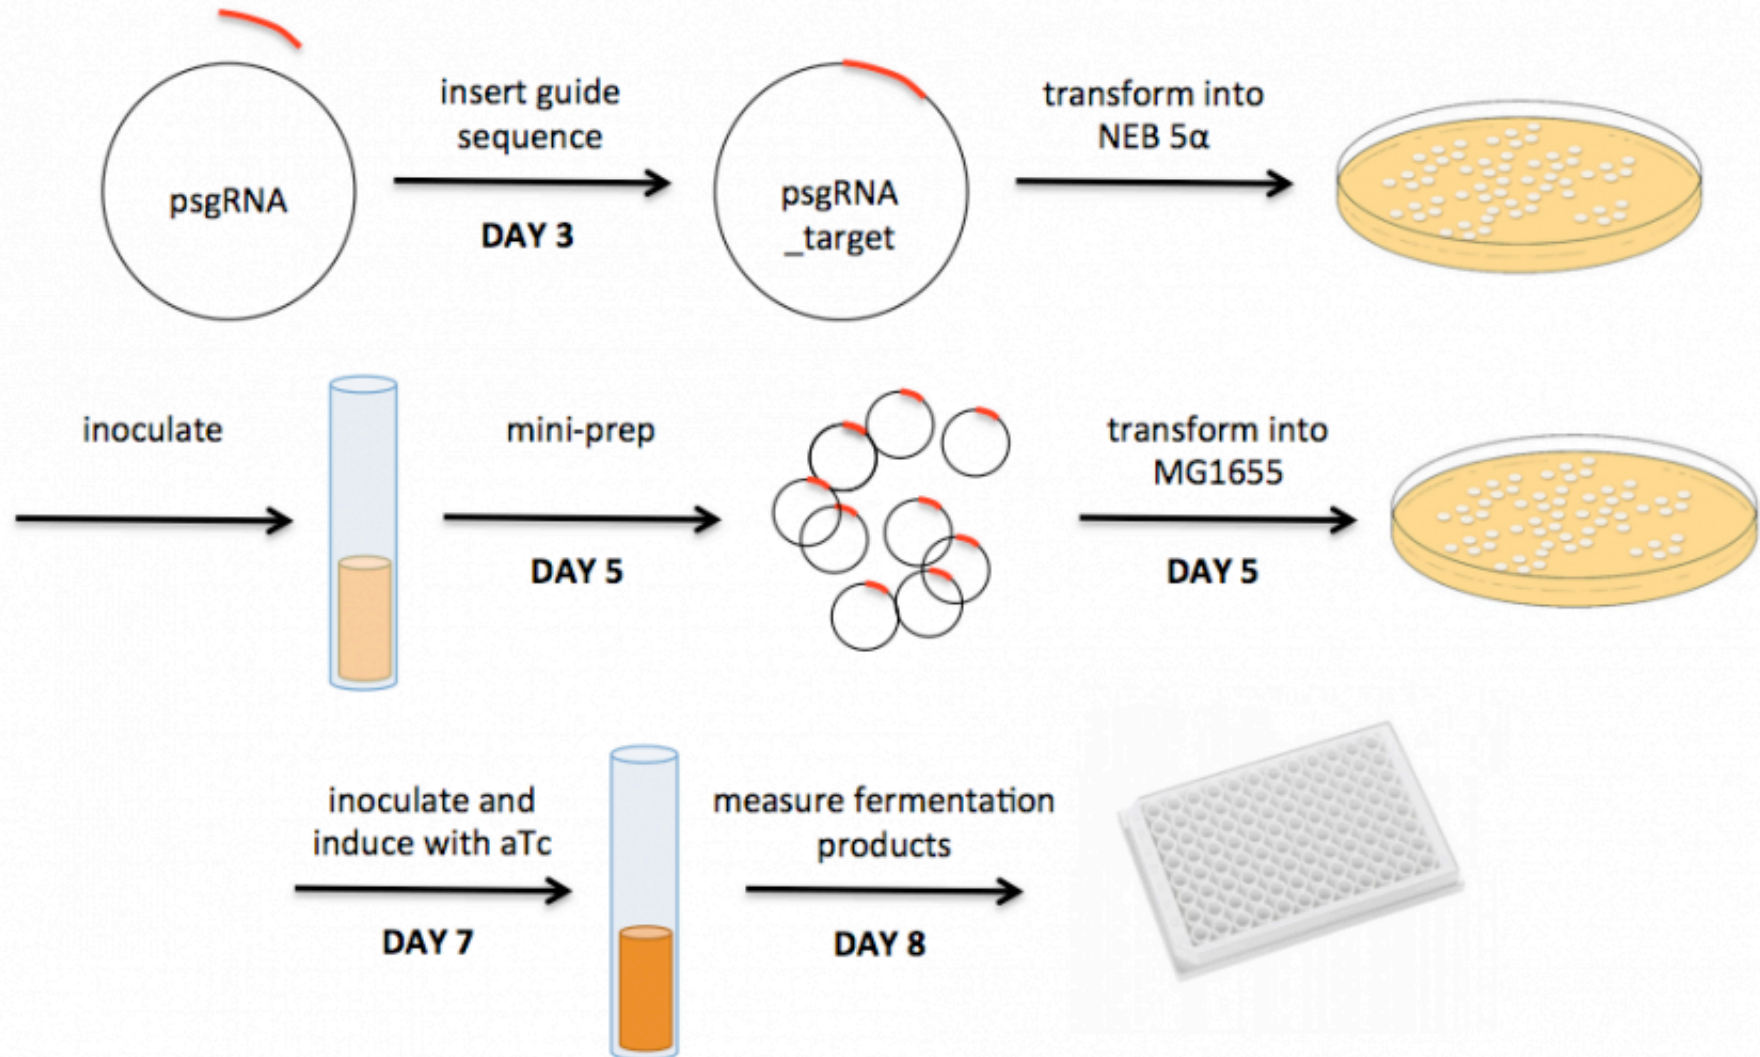 psgRNA
insert guide
sequence
DAY 3
psgRNA
_target
transform into
NEB 5α
inoculate
mini-prep
DAY 5
transform into
MG1655
DAY 5
inoculate and
induce with aTc
DAY 7
measure fermentation
products
DAY 8